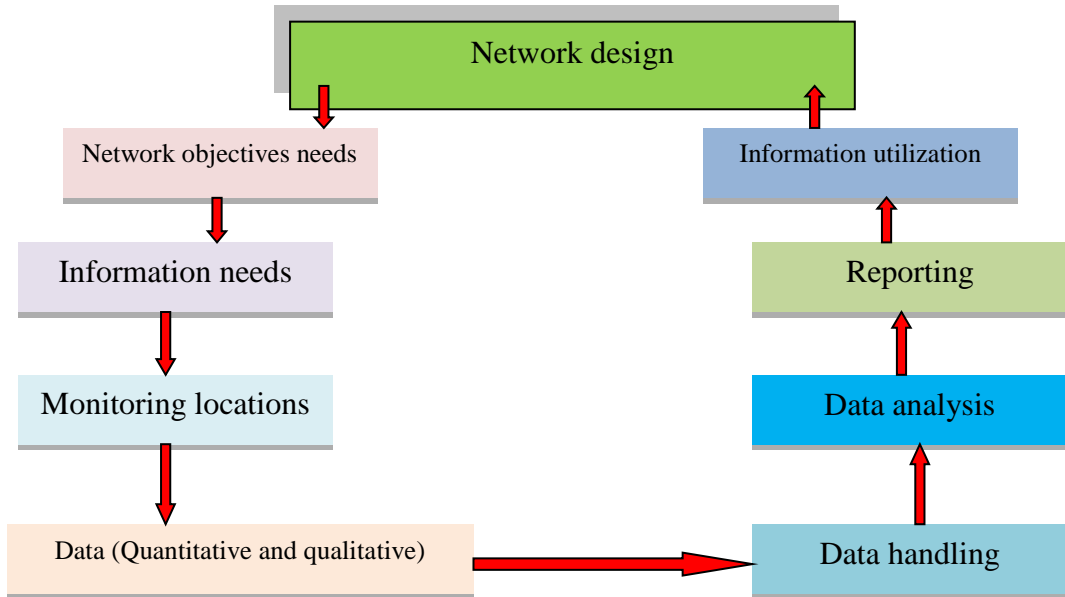 Network design
Network objectives needs
Information utilization
Information needs
Reporting
Monitoring locations
Data analysis
Data (Quantitative and qualitative)
Data handling